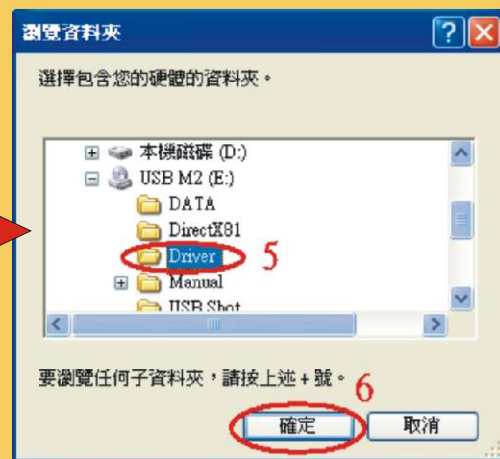 瀏覽資料夾
選擇包含您的硬體的資料夾。
本機磁碟 (D:)
USB M2 (E:)
DATA
DirectX81
Driver 5
Manual
USB Shot
要瀏覽任何子資料夾，請按上述 + 號。
6
確定 取消